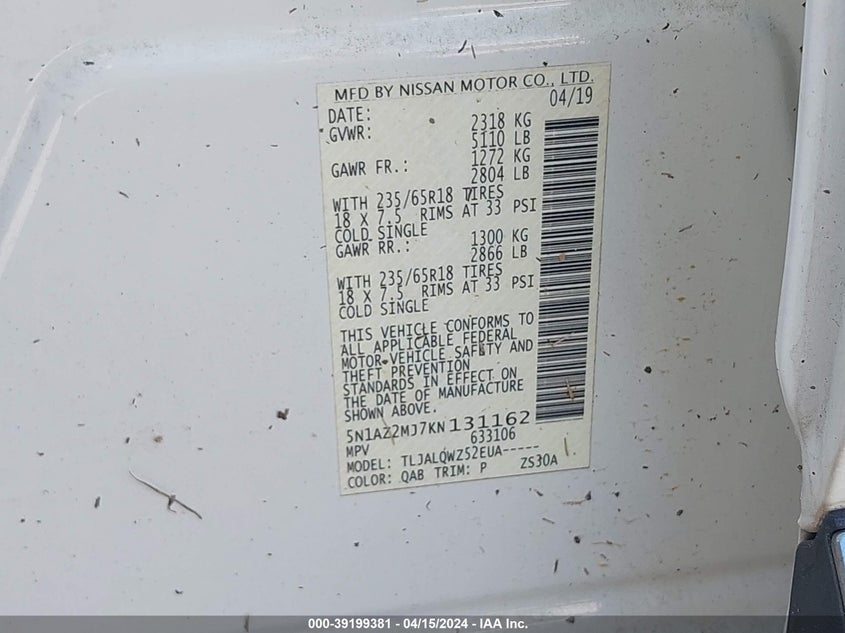 MFD BY NISSAN MOTOR CO., LTD.
DATE: 04/19
GVWR: 2318 KG
5110 LB
GAWR FR.: 1272 KG
2804 LB
WITH 235/65R18 TIRES
18 X 7.5 RIMS AT 33 PSI
COLD SINGLE
GAWR RR.: 1300 KG
2866 LB
WITH 235/65R18 TIRES
18 X 7.5 RIMS AT 33 PSI
COLD SINGLE
THIS VEHICLE CONFORMS TO
ALL APPLICABLE FEDERAL
MOTOR VEHICLE SAFETY AND
THEFT PREVENTION
STANDARDS IN EFFECT ON
THE DATE OF MANUFACTURE
SHOWN ABOVE.
5N1AZ2MJ7KN131162
MPV 633106
MODEL: TLJALQWZ52EUA-----
COLOR: QAB TRIM: P ZS30A
000-39199381 - 04/15/2024 - IAA Inc.